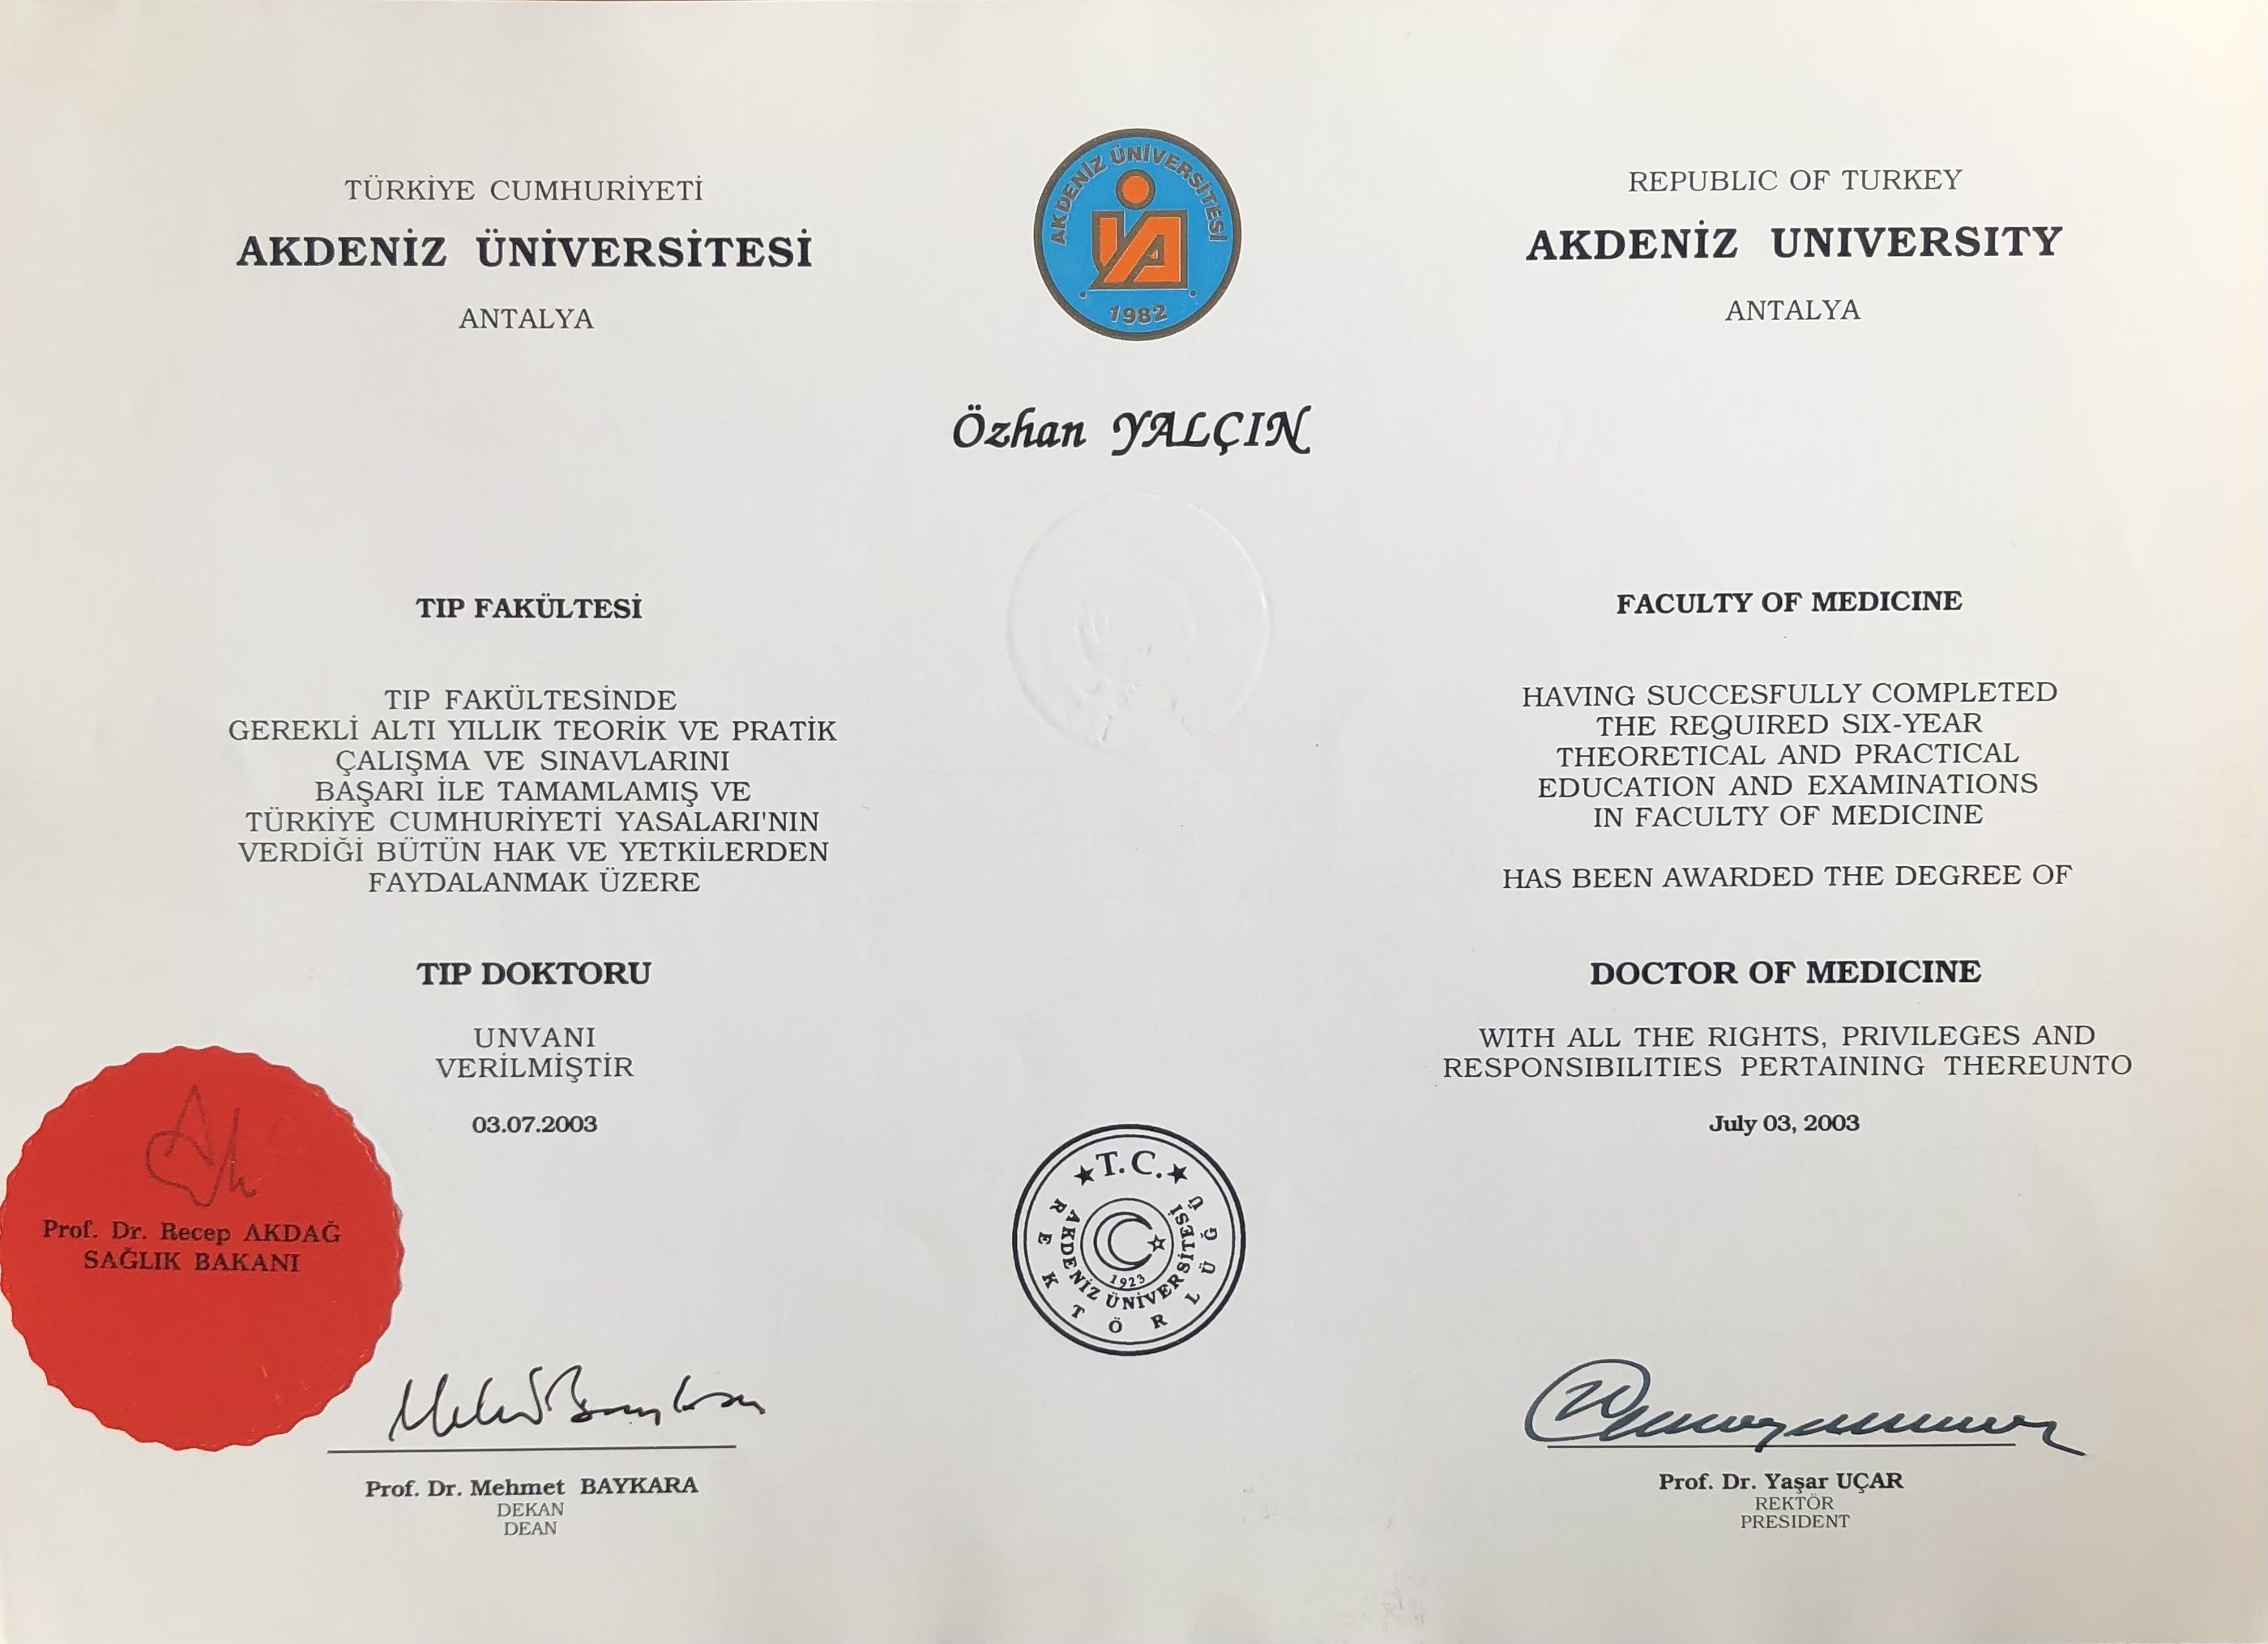 TÜRKİYE CUMHURİYETİ
AKDENİZ ÜNİVERSİTESİ
ANTALYA
AKDENİZ ÜNİVERSİTESİ
1982
REPUBLIC OF TURKEY
AKDENİZ UNIVERSITY
ANTALYA
Özhan YALÇIN
TIP FAKÜLTESİ
TIP FAKÜLTESİNDE
GEREKLİ ALTI YILLIK TEORİK VE PRATİK
ÇALIŞMA VE SINAVLARINI
BAŞARI İLE TAMAMLAMIŞ VE
TÜRKİYE CUMHURİYETİ YASALARI'NIN
VERDİĞİ BÜTÜN HAK VE YETKİLERDEN
FAYDALANMAK ÜZERE
TIP DOKTORU
UNVANI
VERİLMİŞTİR
03.07.2003
FACULTY OF MEDICINE
HAVING SUCCESFULLY COMPLETED
THE REQUIRED SIX-YEAR
THEORETICAL AND PRACTICAL
EDUCATION AND EXAMINATIONS
IN FACULTY OF MEDICINE
HAS BEEN AWARDED THE DEGREE OF
DOCTOR OF MEDICINE
WITH ALL THE RIGHTS, PRIVILEGES AND
RESPONSIBILITIES PERTAINING THEREUNTO
July 03, 2003
Prof. Dr. Recep AKDAĞ
SAĞLIK BAKANI
T.C.
REKTÖRLÜĞÜ
AKDENİZ ÜNİVERSİTESİ
1923
Prof. Dr. Mehmet BAYKARA
DEKAN
DEAN
Prof. Dr. Yaşar UÇAR
REKTÖR
PRESIDENT